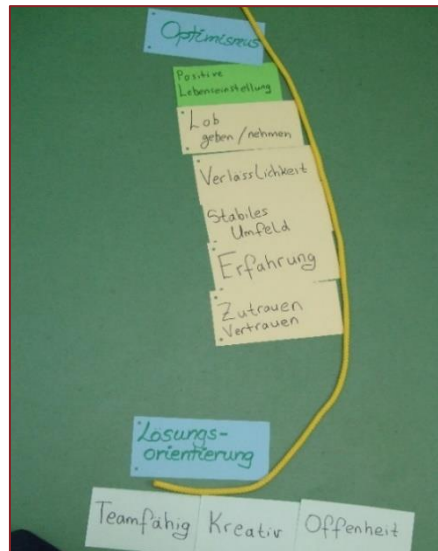 Optimismus
Positive
Lebenseinstellung
Lob
geben/nehmen
Verlässlichkeit
Stabiles
Umfeld
Erfahrung
Zutrauen
Vertrauen
Lösungs-
orientierung
Teamfähig
Kreativ
Offenheit